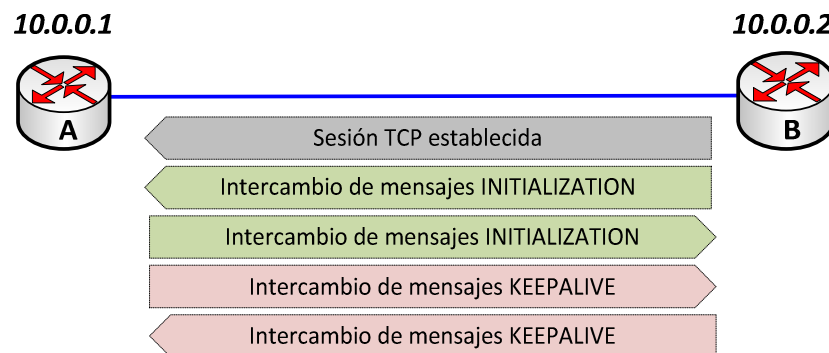 10.0.0.1
10.0.0.2
A
B
Sesión TCP establecida
Intercambio de mensajes INITIALIZATION
Intercambio de mensajes INITIALIZATION
Intercambio de mensajes KEEPALIVE
Intercambio de mensajes KEEPALIVE